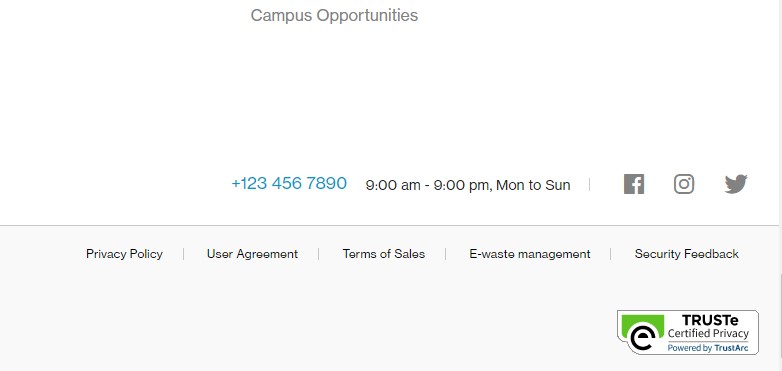 Campus Opportunities
+123 456 7890 9:00 am - 9:00 pm, Mon to Sun
Privacy Policy User Agreement Terms of Sales E-waste management Security Feedback
TRUSTe
Certified Privacy
Powered by TrustArc